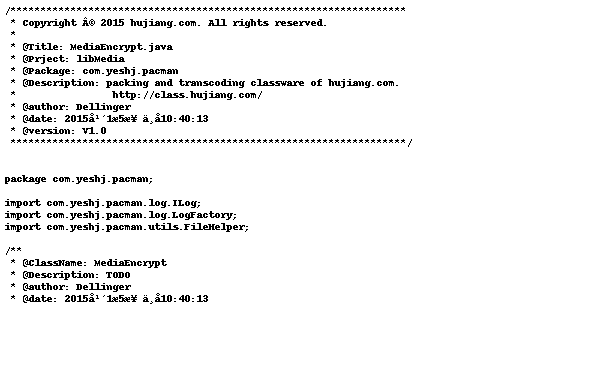 /******************************************************************
 * Copyright Â© 2015 hujiang.com. All rights reserved.
 *
 * @Title: MediaEncrypt.java
 * @Prject: libMedia
 * @Package: com.yeshj.pacman
 * @Description: packing and transcoding classware of hujiang.com.
 *                http://class.hujiang.com/
 * @author: Dellinger
 * @date: 2015å¹´1æ5æ¥ ä¸å10:40:13
 * @version: V1.0
 ******************************************************************/
package com.yeshj.pacman;
import com.yeshj.pacman.log.ILog;
import com.yeshj.pacman.log.LogFactory;
import com.yeshj.pacman.utils.FileHelper;
/**
 * @ClassName: MediaEncrypt
 * @Description: TODO
 * @author: Dellinger
 * @date: 2015å¹´1æ5æ¥ ä¸å10:40:13